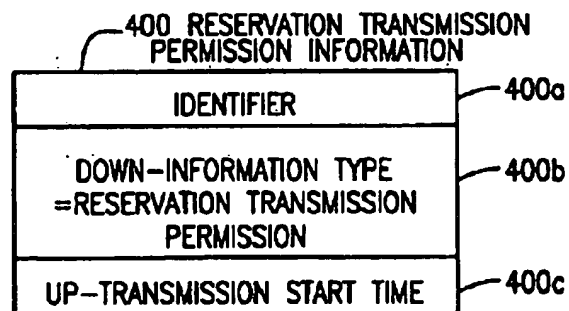 400 RESERVATION TRANSMISSION
PERMISSION INFORMATION
IDENTIFIER
400a
DOWN-INFORMATION TYPE
=RESERVATION TRANSMISSION
PERMISSION
400b
UP-TRANSMISSION START TIME
400c